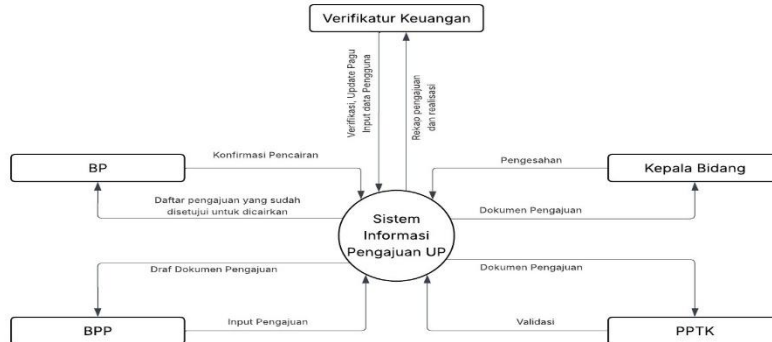 Verifikatur Keuangan
Verifikasi, Update Pagu
Input data Pengguna
Rekap pengajuan
dan realisasi
BP
Konfirmasi Pencairan
Pengesahan
Kepala Bidang
Daftar pengajuan yang sudah
disetujui untuk dicairkan
Sistem
Informasi
Pengajuan UP
Dokumen Pengajuan
Draf Dokumen Pengajuan
Dokumen Pengajuan
BPP
Input Pengajuan
Validasi
PPTK